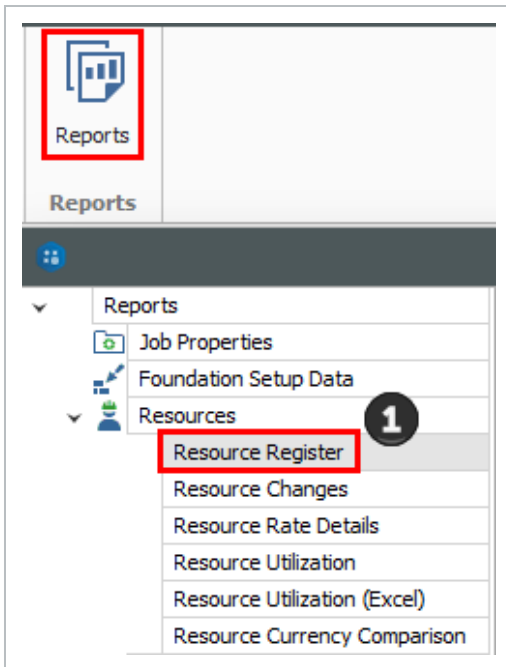 Reports
Reports
Reports
Job Properties
Foundation Setup Data
Resources
1
Resource Register
Resource Changes
Resource Rate Details
Resource Utilization
Resource Utilization (Excel)
Resource Currency Comparison